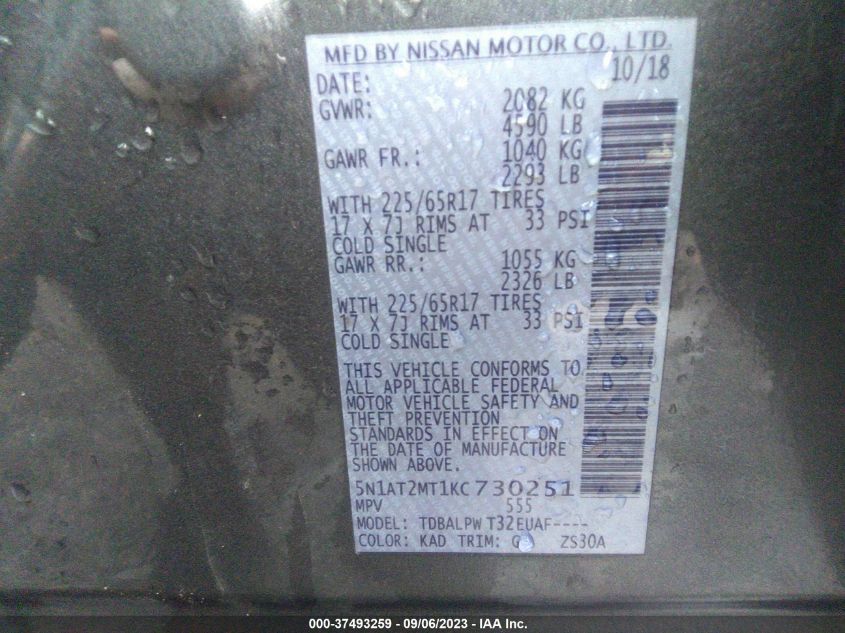 MFD BY NISSAN MOTOR CO., LTD.
DATE: 10/18
GVWR: 2082 KG
4590 LB
GAWR FR.: 1040 KG
2293 LB
WITH 225/65R17 TIRES
17 X 7J RIMS AT 33 PSI
COLD SINGLE
GAWR RR.: 1055 KG
2326 LB
WITH 225/65R17 TIRES
17 X 7J RIMS AT 33 PSI
COLD SINGLE
THIS VEHICLE CONFORMS TO
ALL APPLICABLE FEDERAL
MOTOR VEHICLE SAFETY AND
THEFT PREVENTION
STANDARDS IN EFFECT ON
THE DATE OF MANUFACTURE
SHOWN ABOVE.
5N1AT2MT1KC730251
MPV 555
MODEL: TDBALPW T32EUAF----
COLOR: KAD TRIM: ZS30A
000-37493259 - 09/06/2023 - IAA Inc.